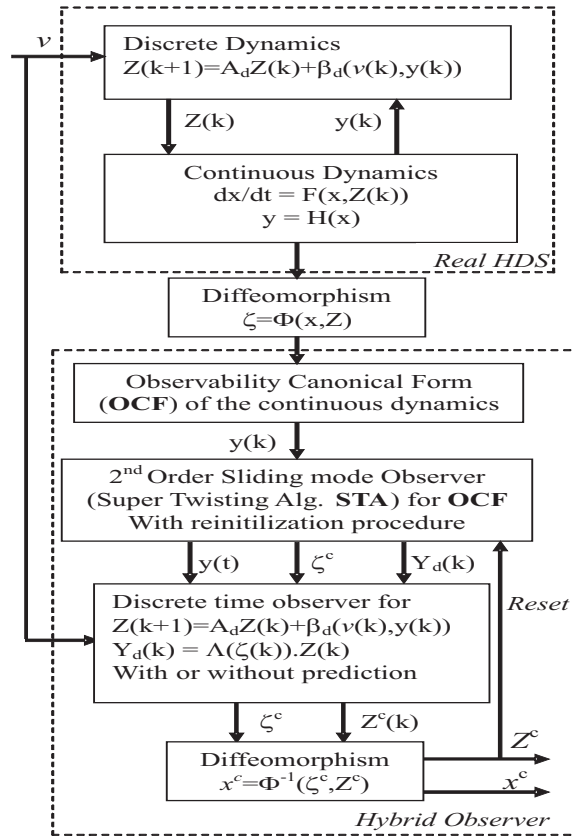 v
Discrete Dynamics
Z(k+1)=A_dZ(k)+β_d(v(k),y(k))
Z(k)
y(k)
Continuous Dynamics
dx/dt = F(x,Z(k))
y = H(x)
Real HDS
Diffeomorphism
ζ=Φ(x,Z)
Observability Canonical Form
(OCF) of the continuous dynamics
y(k)
2nd Order Sliding mode Observer
(Super Twisting Alg. STA) for OCF
With reinitilization procedure
y(t)
ζ^c
Y_d(k)
Reset
Discrete time observer for
Z(k+1)=A_dZ(k)+β_d(v(k),y(k))
Y_d(k) = Λ(ζ(k)).Z(k)
With or without prediction
ζ^c
Z^c(k)
Diffeomorphism
x^c=Φ^-1(ζ^c,Z^c)
Z^c
x^c
Hybrid Observer